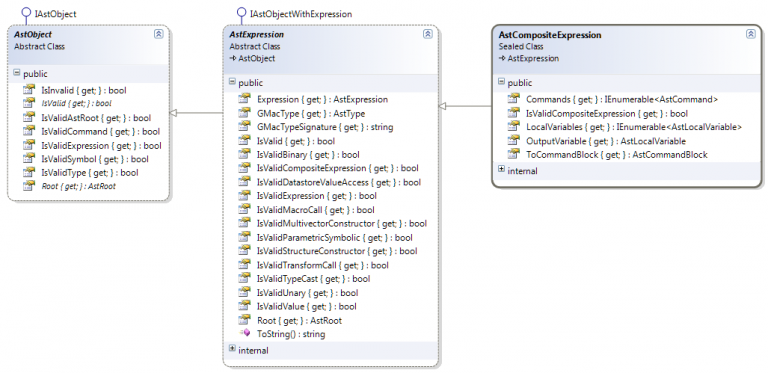 IAstObject
AstObject
Abstract Class
public
IsInvalid { get; } : bool
IsValid { get; } : bool
IsValidAstRoot { get; } : bool
IsValidCommand { get; } : bool
IsValidExpression { get; } : bool
IsValidSymbol { get; } : bool
IsValidType { get; } : bool
Root { get; } : AstRoot
IAstObjectWithExpression
AstExpression
Abstract Class
AstObject
public
Expression { get; } : AstExpression
GMacType { get; } : AstType
GMacTypeSignature { get; } : string
IsValid { get; } : bool
IsValidBinary { get; } : bool
IsValidCompositeExpression { get; } : bool
IsValidDatastoreValueAccess { get; } : bool
IsValidExpression { get; } : bool
IsValidMacroCall { get; } : bool
IsValidMultivectorConstructor { get; } : bool
IsValidParametricSymbolic { get; } : bool
IsValidStructureConstructor { get; } : bool
IsValidTransformCall { get; } : bool
IsValidTypeCast { get; } : bool
IsValidUnary { get; } : bool
IsValidValue { get; } : bool
Root { get; } : AstRoot
ToString() : string
internal
AstCompositeExpression
Sealed Class
AstExpression
public
Commands { get; } : IEnumerable<AstCommand>
IsValidCompositeExpression { get; } : bool
LocalVariables { get; } : IEnumerable<AstLocalVariable>
OutputVariable { get; } : AstLocalVariable
ToCommandBlock { get; } : AstCommandBlock
internal